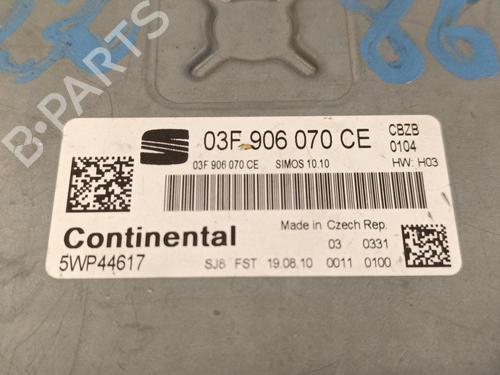 86
03F 906 070 CE
CBZB
0104
03F 906 070 CE SIMOS 10.10 HW: H03
Continental
Made in Czech Rep.
03 0331
5WP44617 SJ8 FST 19.08.10 0011 0100
B-PARTS